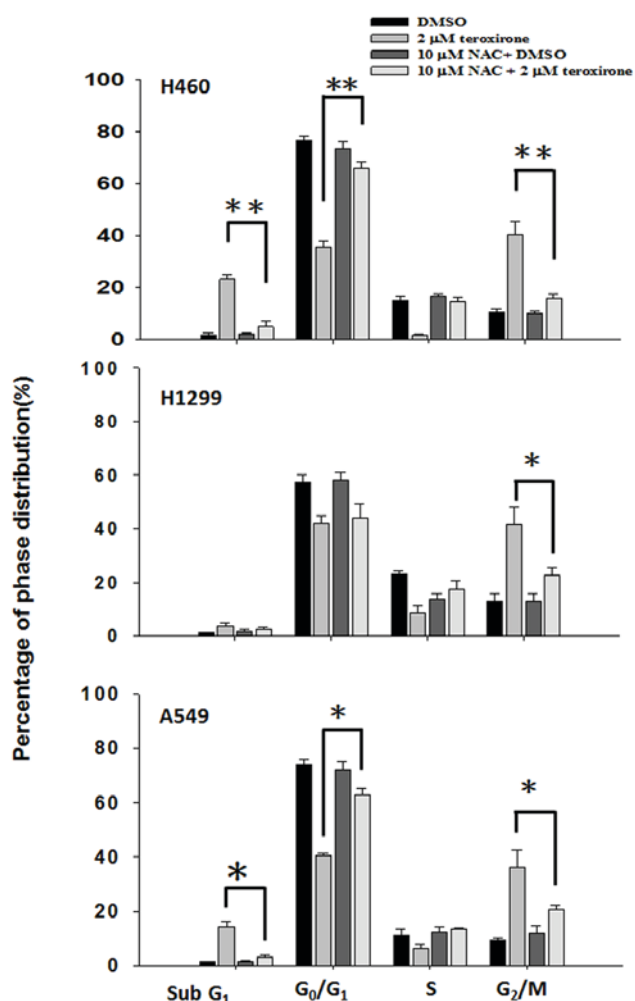 DMSO
2 μM teroxirone
10 μM NAC+ DMSO
10 μM NAC + 2 μM teroxirone
Percentage of phase distribution(%)
H460
100
80
60
40
20
0
**
**
**
H1299
100
80
60
40
20
0
*
A549
100
80
60
40
20
0
*
*
*
Sub G₁ G₀/G₁ S G₂/M